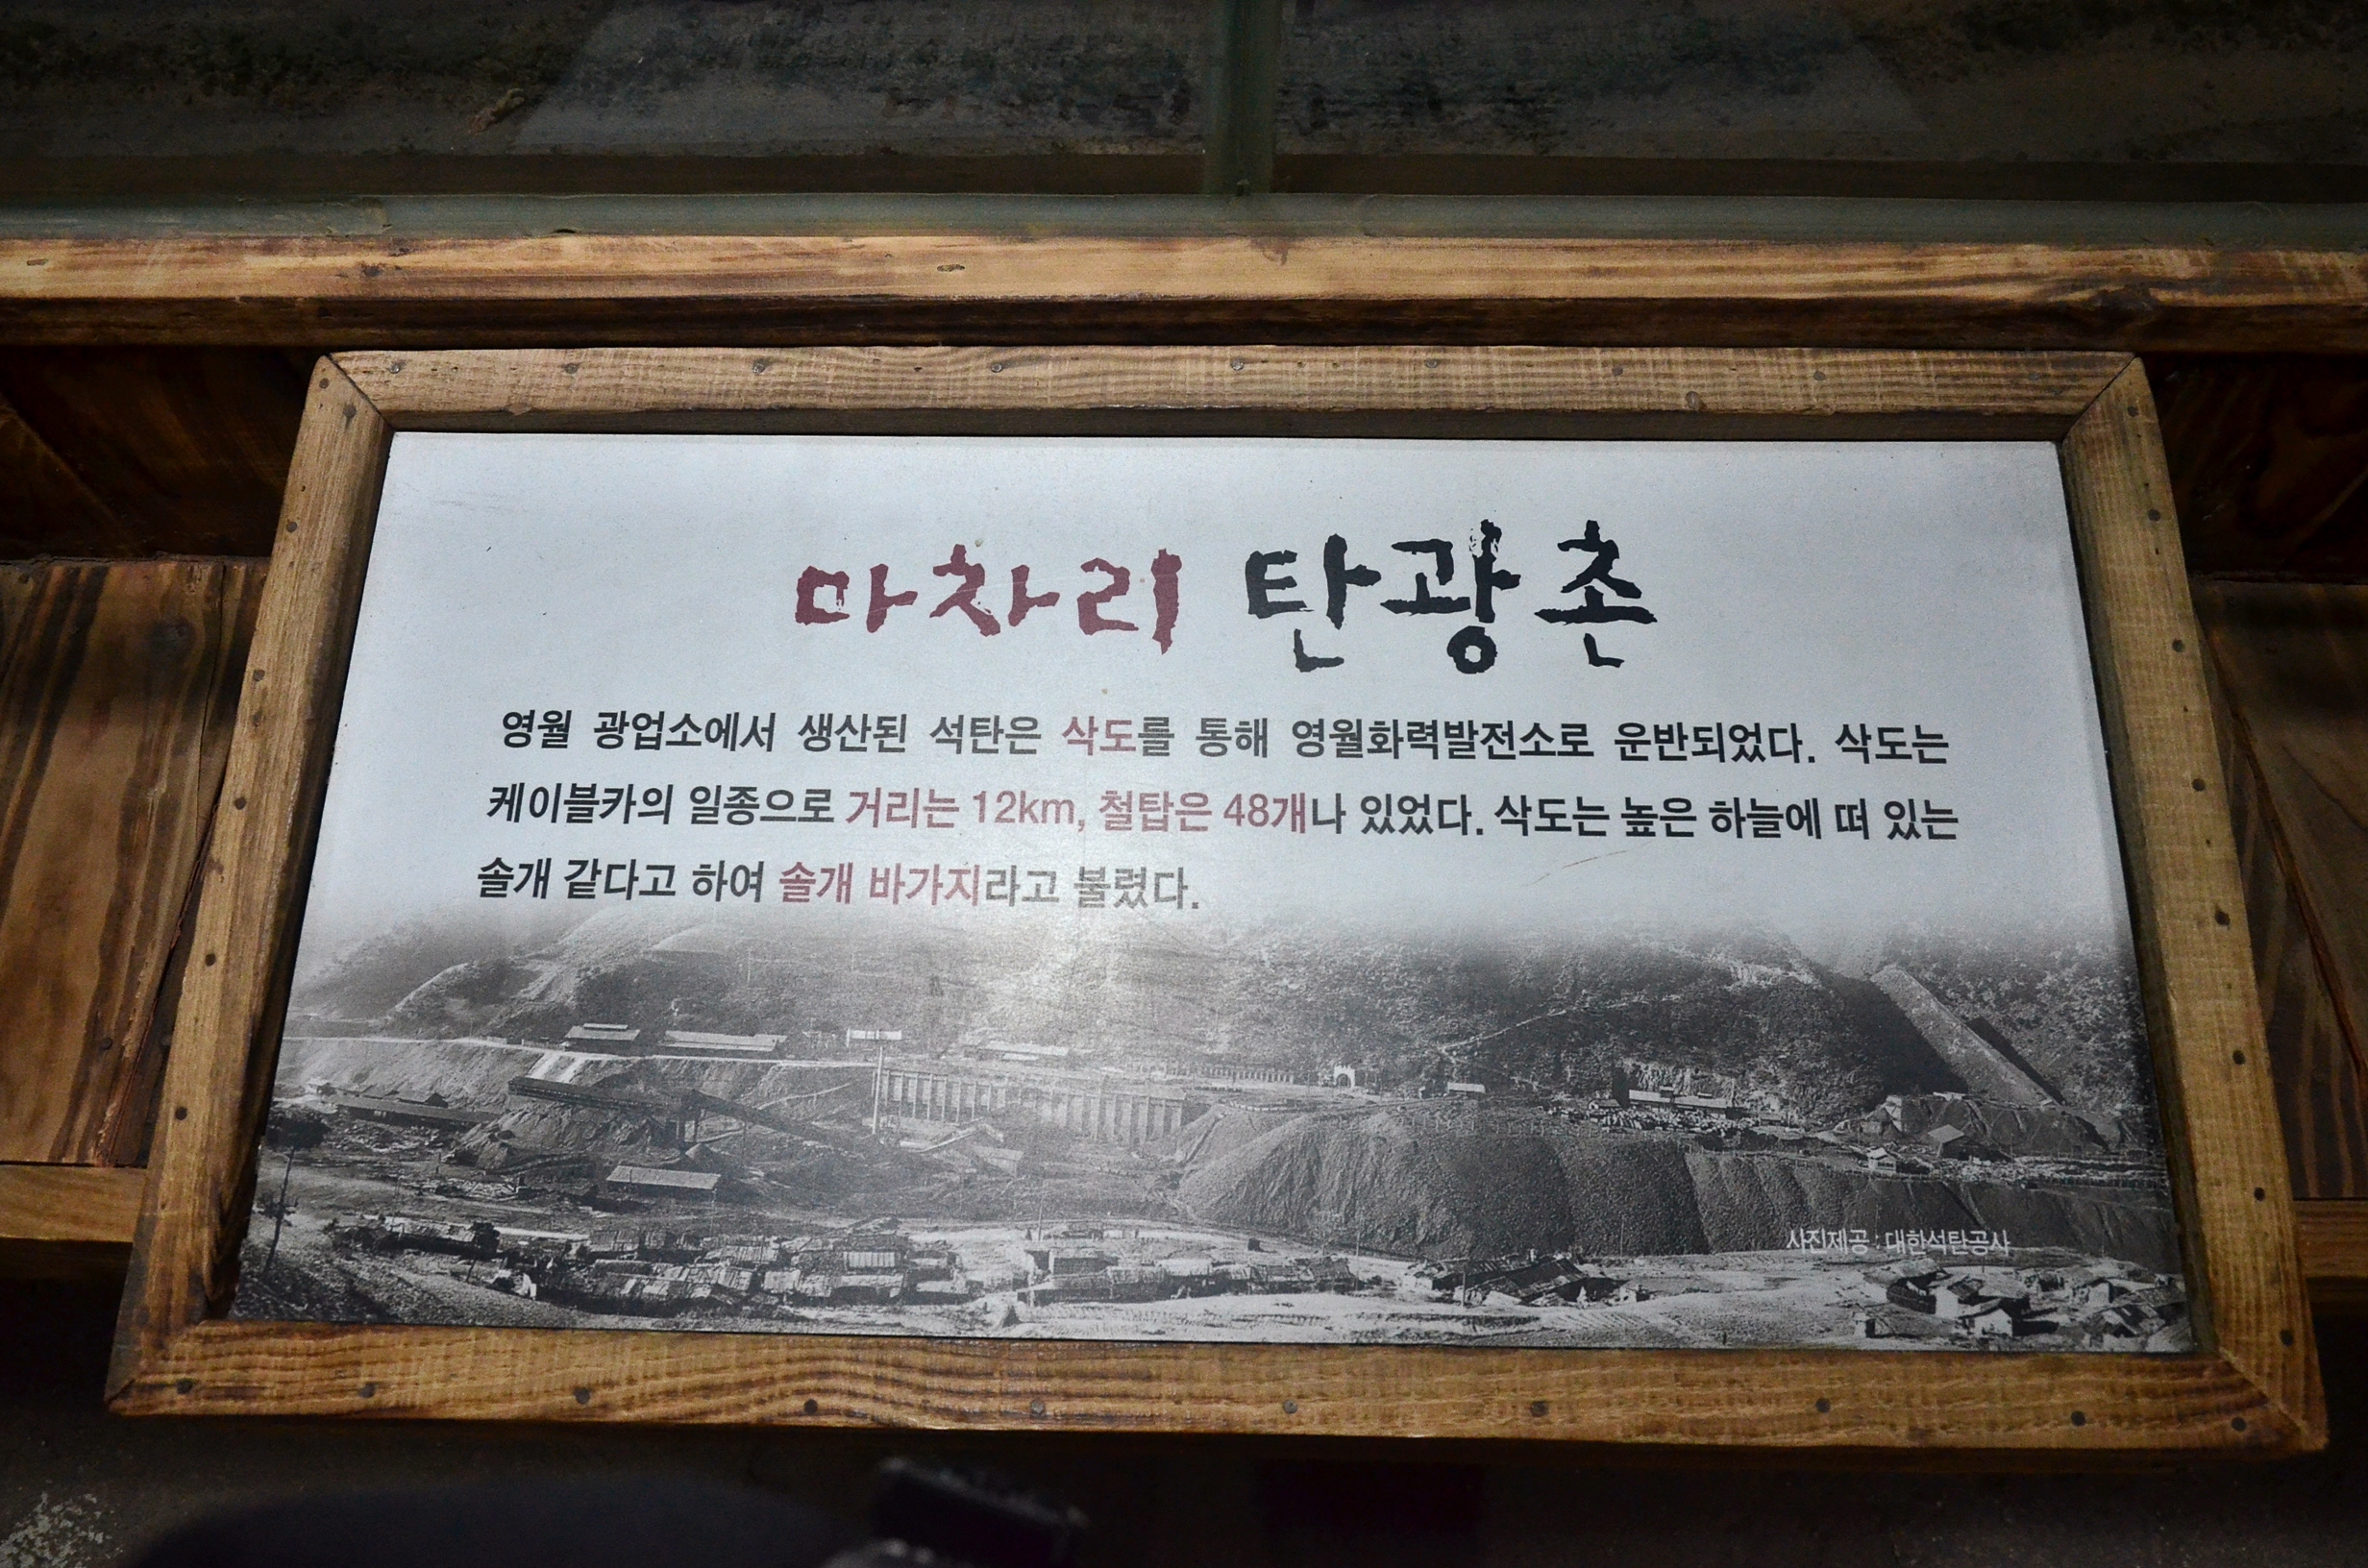 마차리 탄광촌
영월 광업소에서 생산된 석탄은 삭도를 통해 영월화력발전소로 운반되었다. 삭도는
케이블카의 일종으로 거리는 12km, 철탑은 48개나 있었다. 삭도는 높은 하늘에 떠 있는
솔개 같다고 하여 솔개 바가지라고 불렸다.
사진제공 : 대한석탄공사